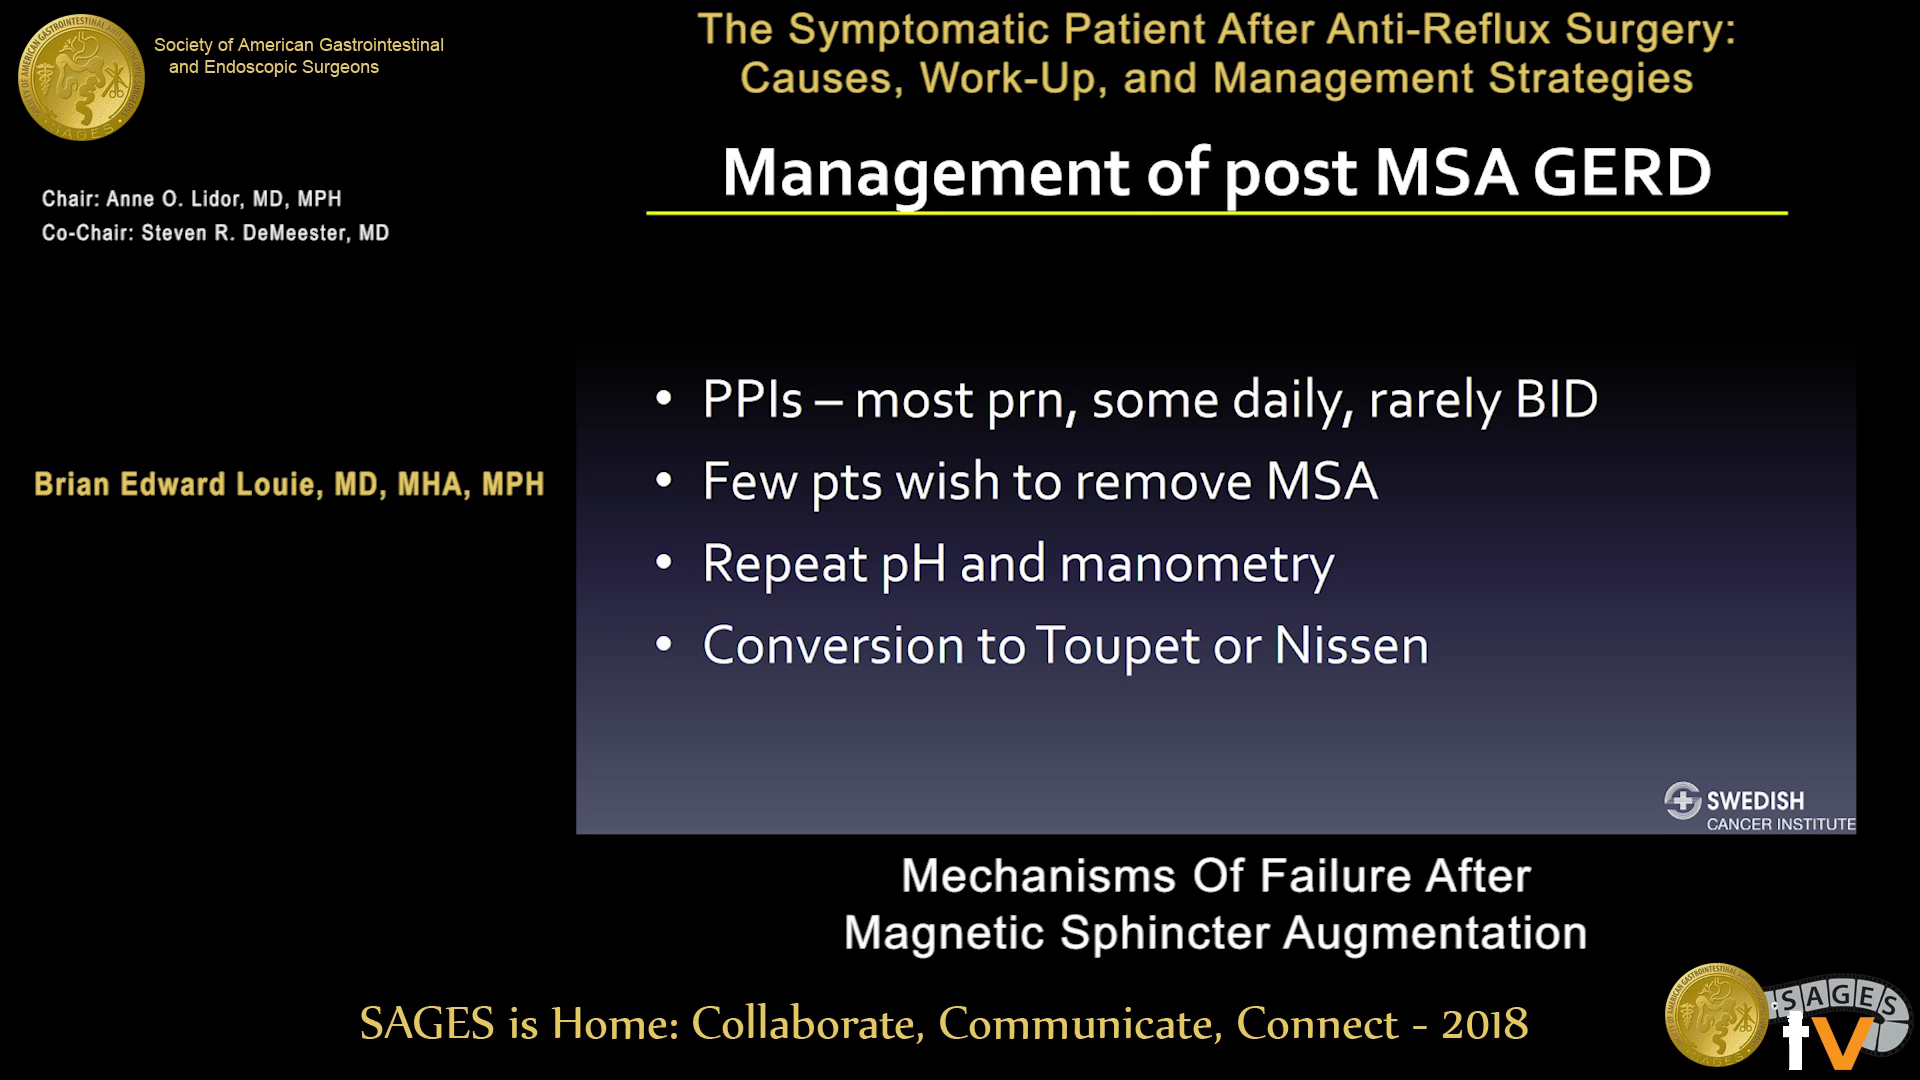 Society of American Gastrointestinal
and Endoscopic Surgeons
The Symptomatic Patient After Anti-Reflux Surgery:
Causes, Work-Up, and Management Strategies
Chair: Anne O. Lidor, MD, MPH
Co-Chair: Steven R. DeMeester, MD
Management of post MSA GERD
Brian Edward Louie, MD, MHA, MPH
• PPIs – most prn, some daily, rarely BID
• Few pts wish to remove MSA
• Repeat pH and manometry
• Conversion to Toupet or Nissen
SWEDISH
CANCER INSTITUTE
Mechanisms Of Failure After
Magnetic Sphincter Augmentation
SAGES is Home: Collaborate, Communicate, Connect - 2018
SAGES
tv